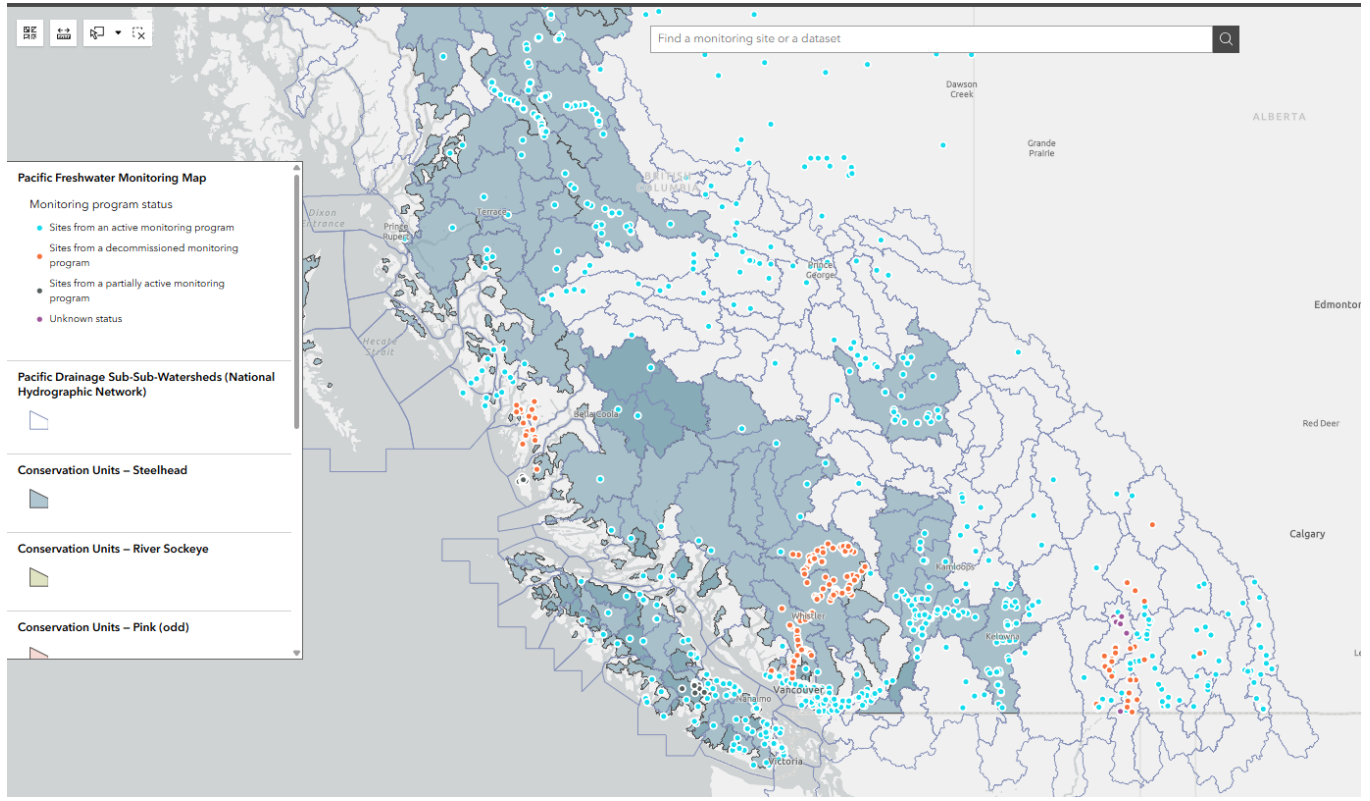 Find a monitoring site or a dataset
Dawson
Creek
ALBERTA
Grande
Prairie
BRITISH
COLUMBIA
Pacific Freshwater Monitoring Map
Monitoring program status
Sites from an active monitoring program
Sites from a decommissioned monitoring
program
Sites from a partially active monitoring
program
Unknown status
Dixon
Entrance
Terrace
Prince
Rupert
Prince
George
Edmonton
Hecate
Strait
Pacific Drainage Sub-Sub-Watersheds (National
Hydrographic Network)
Bella Coola
Red Deer
Conservation Units – Steelhead
Calgary
Conservation Units – River Sockeye
Kamloops
Whistler
Conservation Units – Pink (odd)
Kelowna
Le
Vancouver
Nanaimo
Victoria